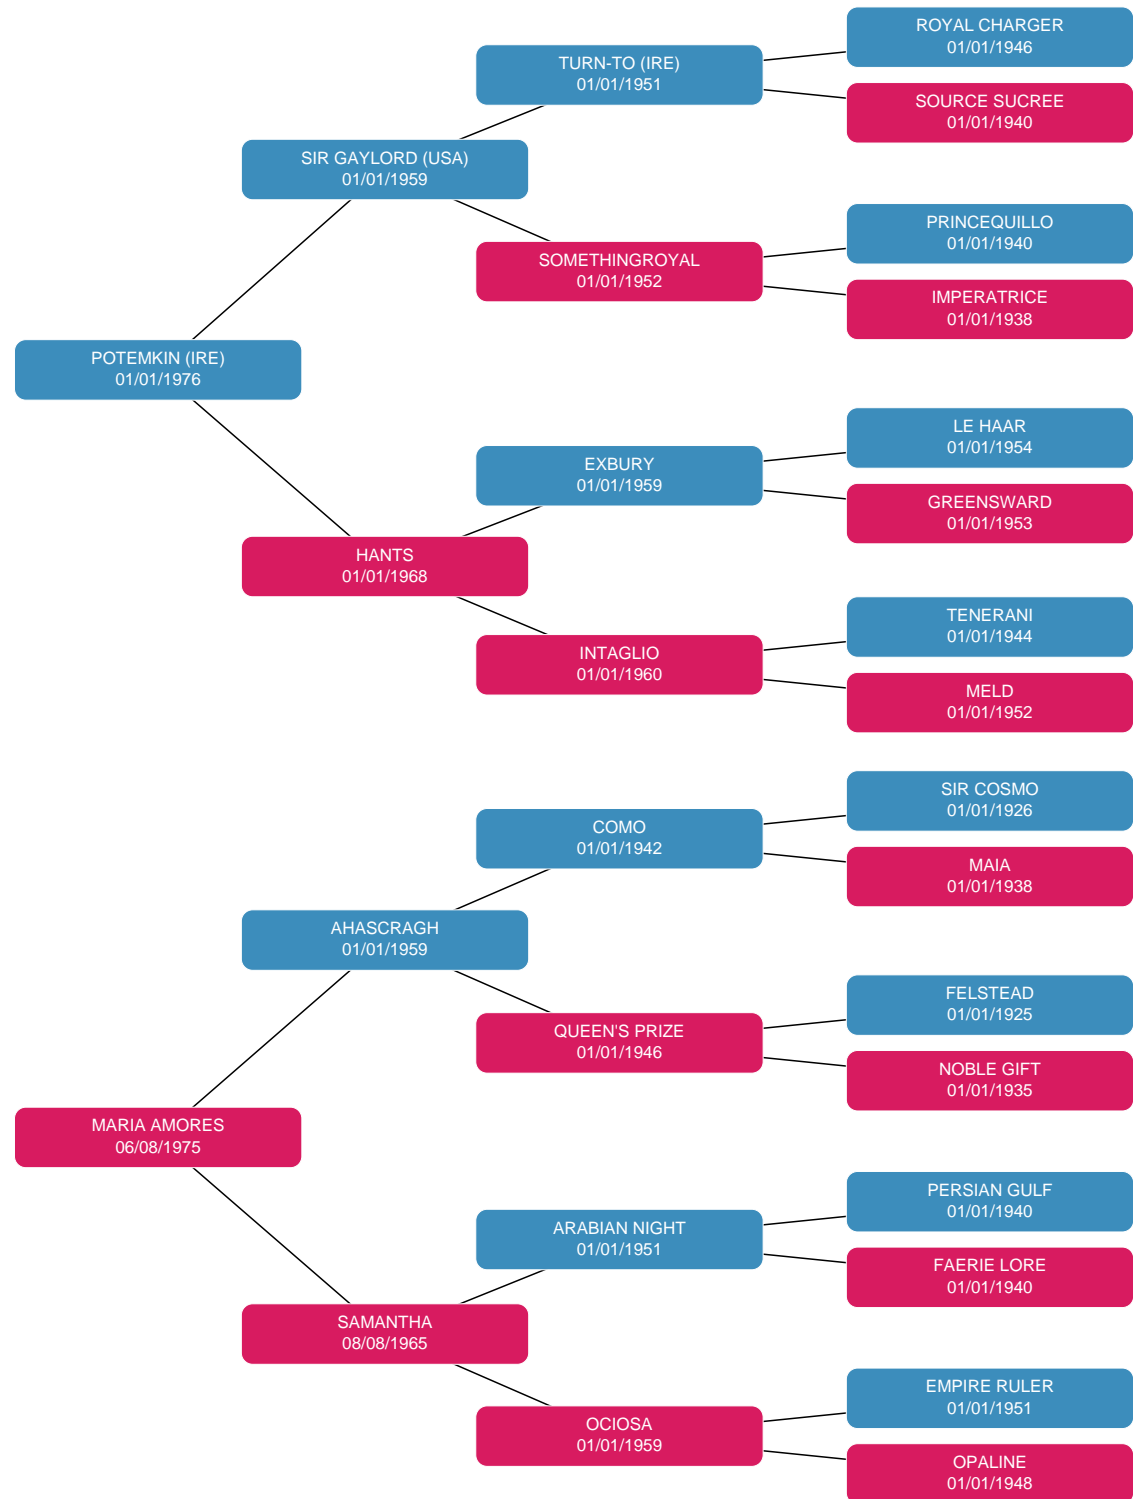 ROYAL CHARGER
01/01/1946
TURN-TO (IRE)
01/01/1951
SOURCE SUCREE
01/01/1940
SIR GAYLORD (USA)
01/01/1959
PRINCEQUILLO
01/01/1940
SOMETHINGROYAL
01/01/1952
IMPERATRICE
01/01/1938
POTEMKIN (IRE)
01/01/1976
LE HAAR
01/01/1954
EXBURY
01/01/1959
GREENSWARD
01/01/1953
HANTS
01/01/1968
TENERANI
01/01/1944
INTAGLIO
01/01/1960
MELD
01/01/1952
SIR COSMO
01/01/1926
COMO
01/01/1942
MAIA
01/01/1938
AHASCRAGH
01/01/1959
FELSTEAD
01/01/1925
QUEEN'S PRIZE
01/01/1946
NOBLE GIFT
01/01/1935
MARIA AMORES
06/08/1975
PERSIAN GULF
01/01/1940
ARABIAN NIGHT
01/01/1951
FAERIE LORE
01/01/1940
SAMANTHA
08/08/1965
EMPIRE RULER
01/01/1951
OCIOSA
01/01/1959
OPALINE
01/01/1948